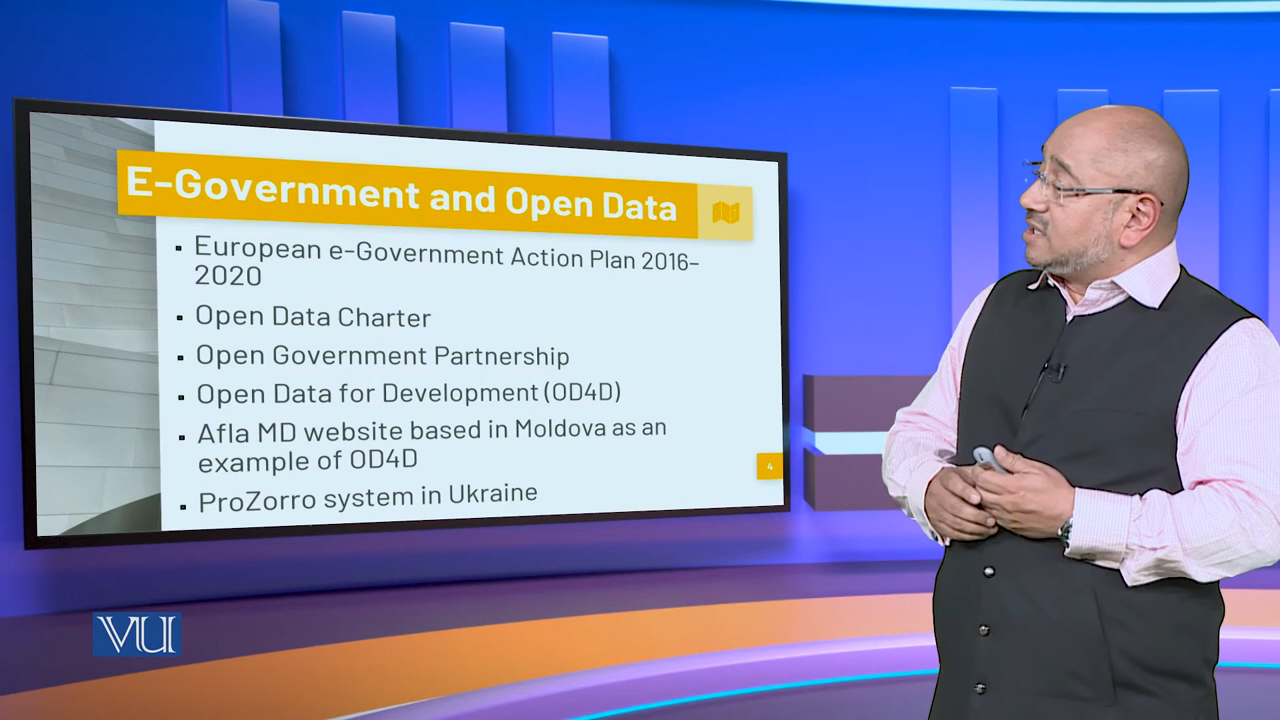 E-Government and Open Data
▪ European e-Government Action Plan 2016–
2020
▪ Open Data Charter
▪ Open Government Partnership
▪ Open Data for Development (OD4D)
▪ Afla MD website based in Moldova as an
example of OD4D
▪ ProZorro system in Ukraine
4
VU